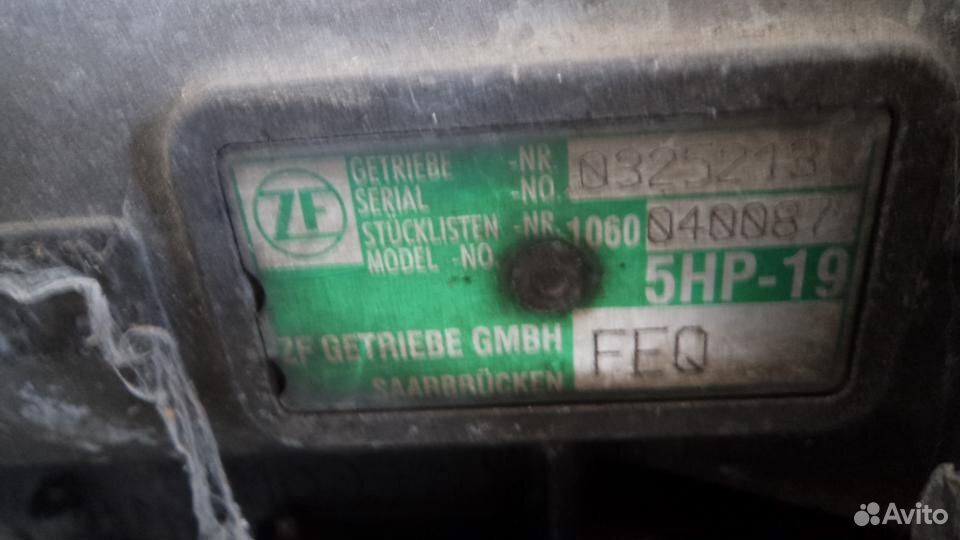 ZF
GETRIEBE -NR. 0325213
SERIAL -NO.
STÜCKLISTEN -NR. 1060 040087
MODEL -NO.
5HP-19
ZF GETRIEBE GMBH FEQ
SAARBRÜCKEN
Avito